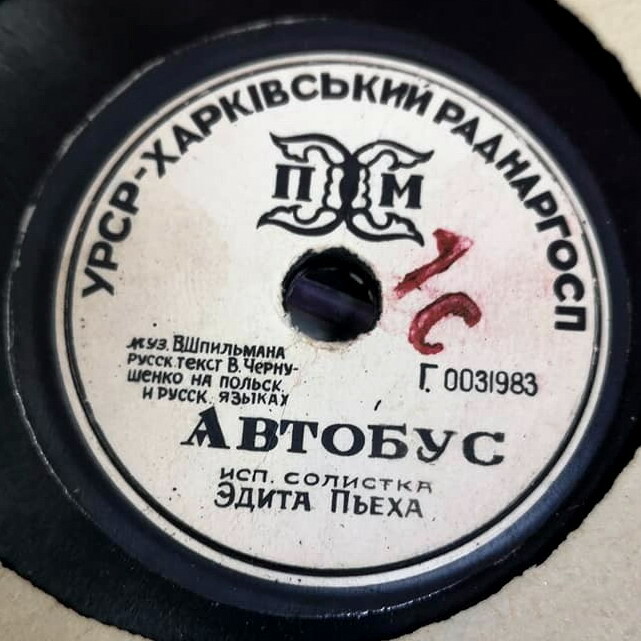 УРСР-ХАРКІВСЬКИЙ РАДНАРГОСП
П М
1С
муз. В.Шпильмана
русск.текст В.Черну-
шенко на польск.
и русск. языках
Г. 0031983
АВТОБУС
исп. солистка
ЭДИТА ПЬЕХА